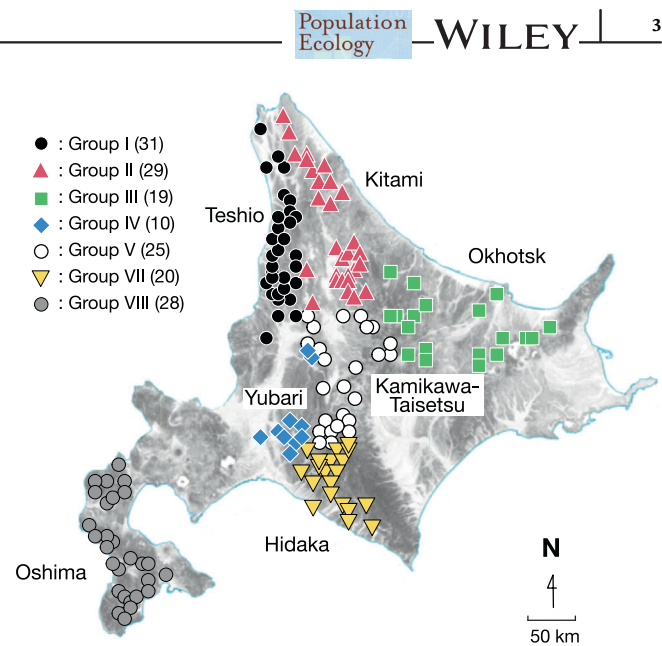 Population
Ecology
WILEY
3
: Group I (31)
: Group II (29)
: Group III (19)
: Group IV (10)
: Group V (25)
: Group VII (20)
: Group VIII (28)
Kitami
Teshio
Okhotsk
Yubari
Kamikawa-
Taisetsu
Hidaka
Oshima
N
50 km